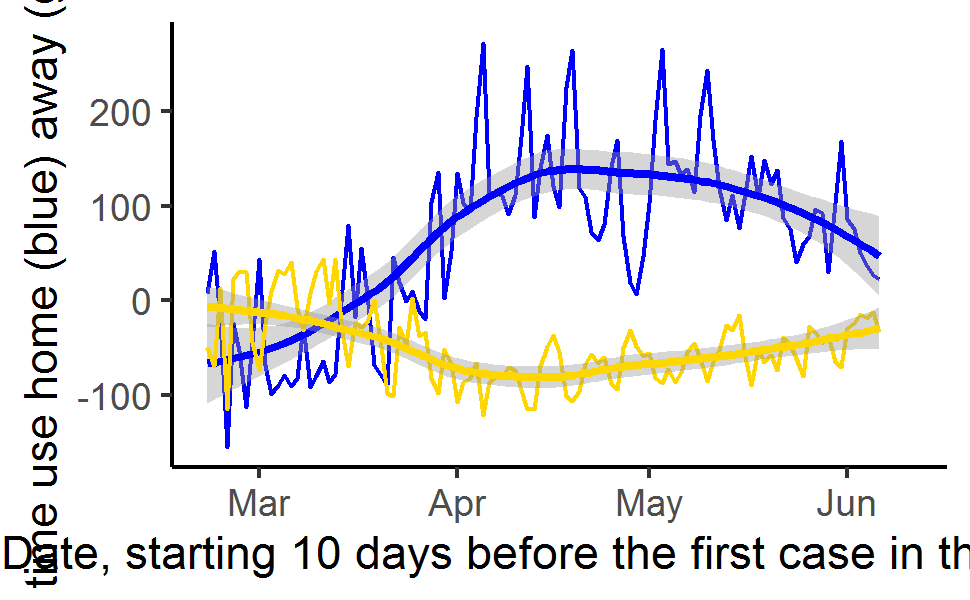 time use home (blue) away (
200
100
0
-100
Mar Apr May Jun
Date, starting 10 days before the first case in th